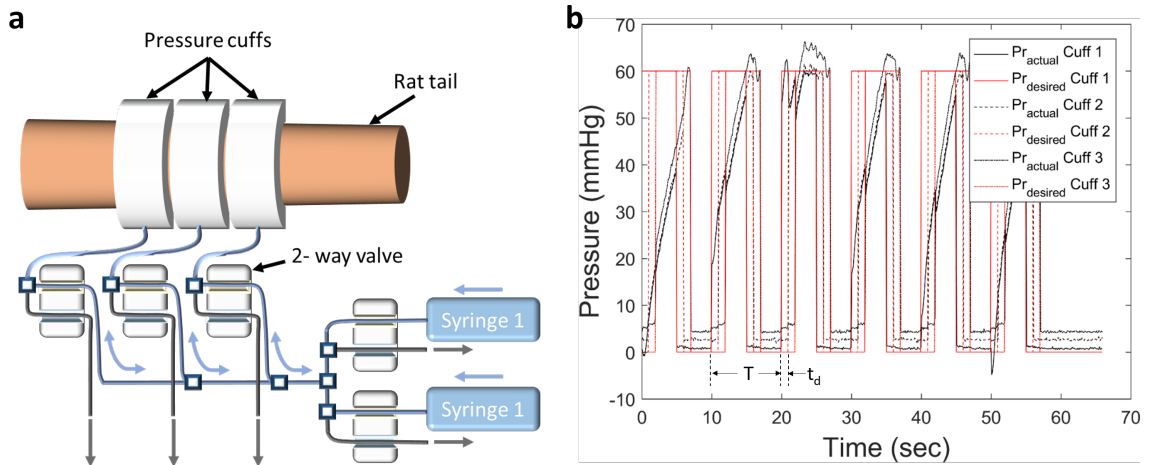 a
Pressure cuffs
Rat tail
2- way valve
Syringe 1
Syringe 1
b
Pressure (mmHg)
70
60
50
40
30
20
10
0
-10
Pr actual Cuff 1
Pr desired Cuff 1
Pr actual Cuff 2
Pr desired Cuff 2
Pr actual Cuff 3
Pr desired Cuff 3
T
t d
0 10 20 30 40 50 60 70
Time (sec)